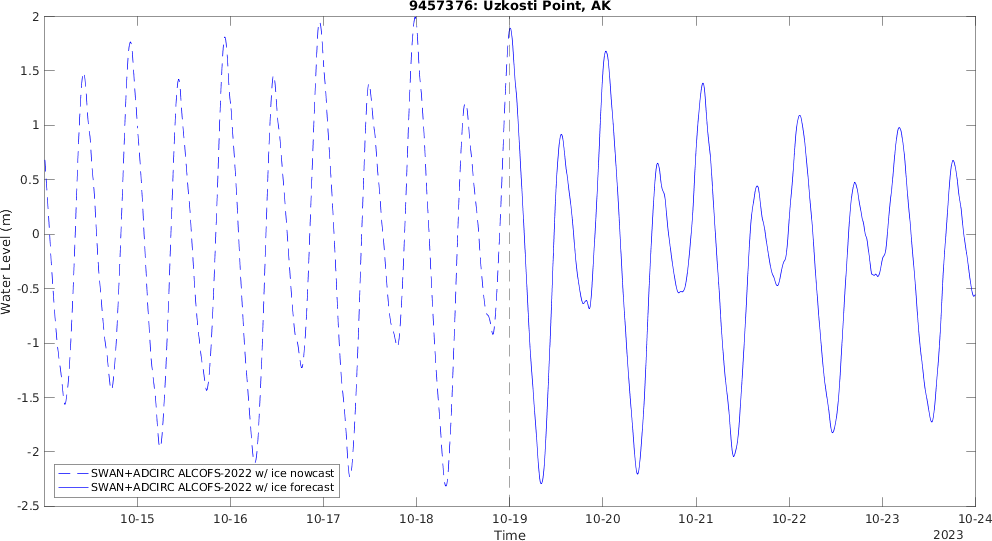 9457376: Uzkosti Point, AK
2
1.5
1
0.5
0
-0.5
-1
-1.5
-2
-2.5
Water Level (m)
SWAN+ADCIRC ALCOFS-2022 w/ ice nowcast
SWAN+ADCIRC ALCOFS-2022 w/ ice forecast
10-15 10-16 10-17 10-18 10-19 10-20 10-21 10-22 10-23 10-24
Time
2023